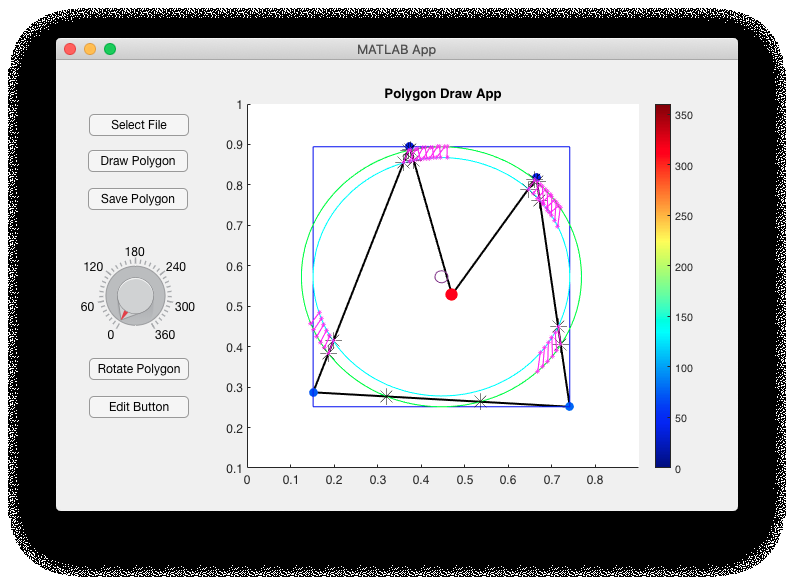 MATLAB App
Select File
Draw Polygon
Save Polygon
180
120 240
60 300
0 360
Rotate Polygon
Edit Button
Polygon Draw App
1
0.9
0.8
0.7
0.6
0.5
0.4
0.3
0.2
0.1
0 0.1 0.2 0.3 0.4 0.5 0.6 0.7 0.8
350
300
250
200
150
100
50
0